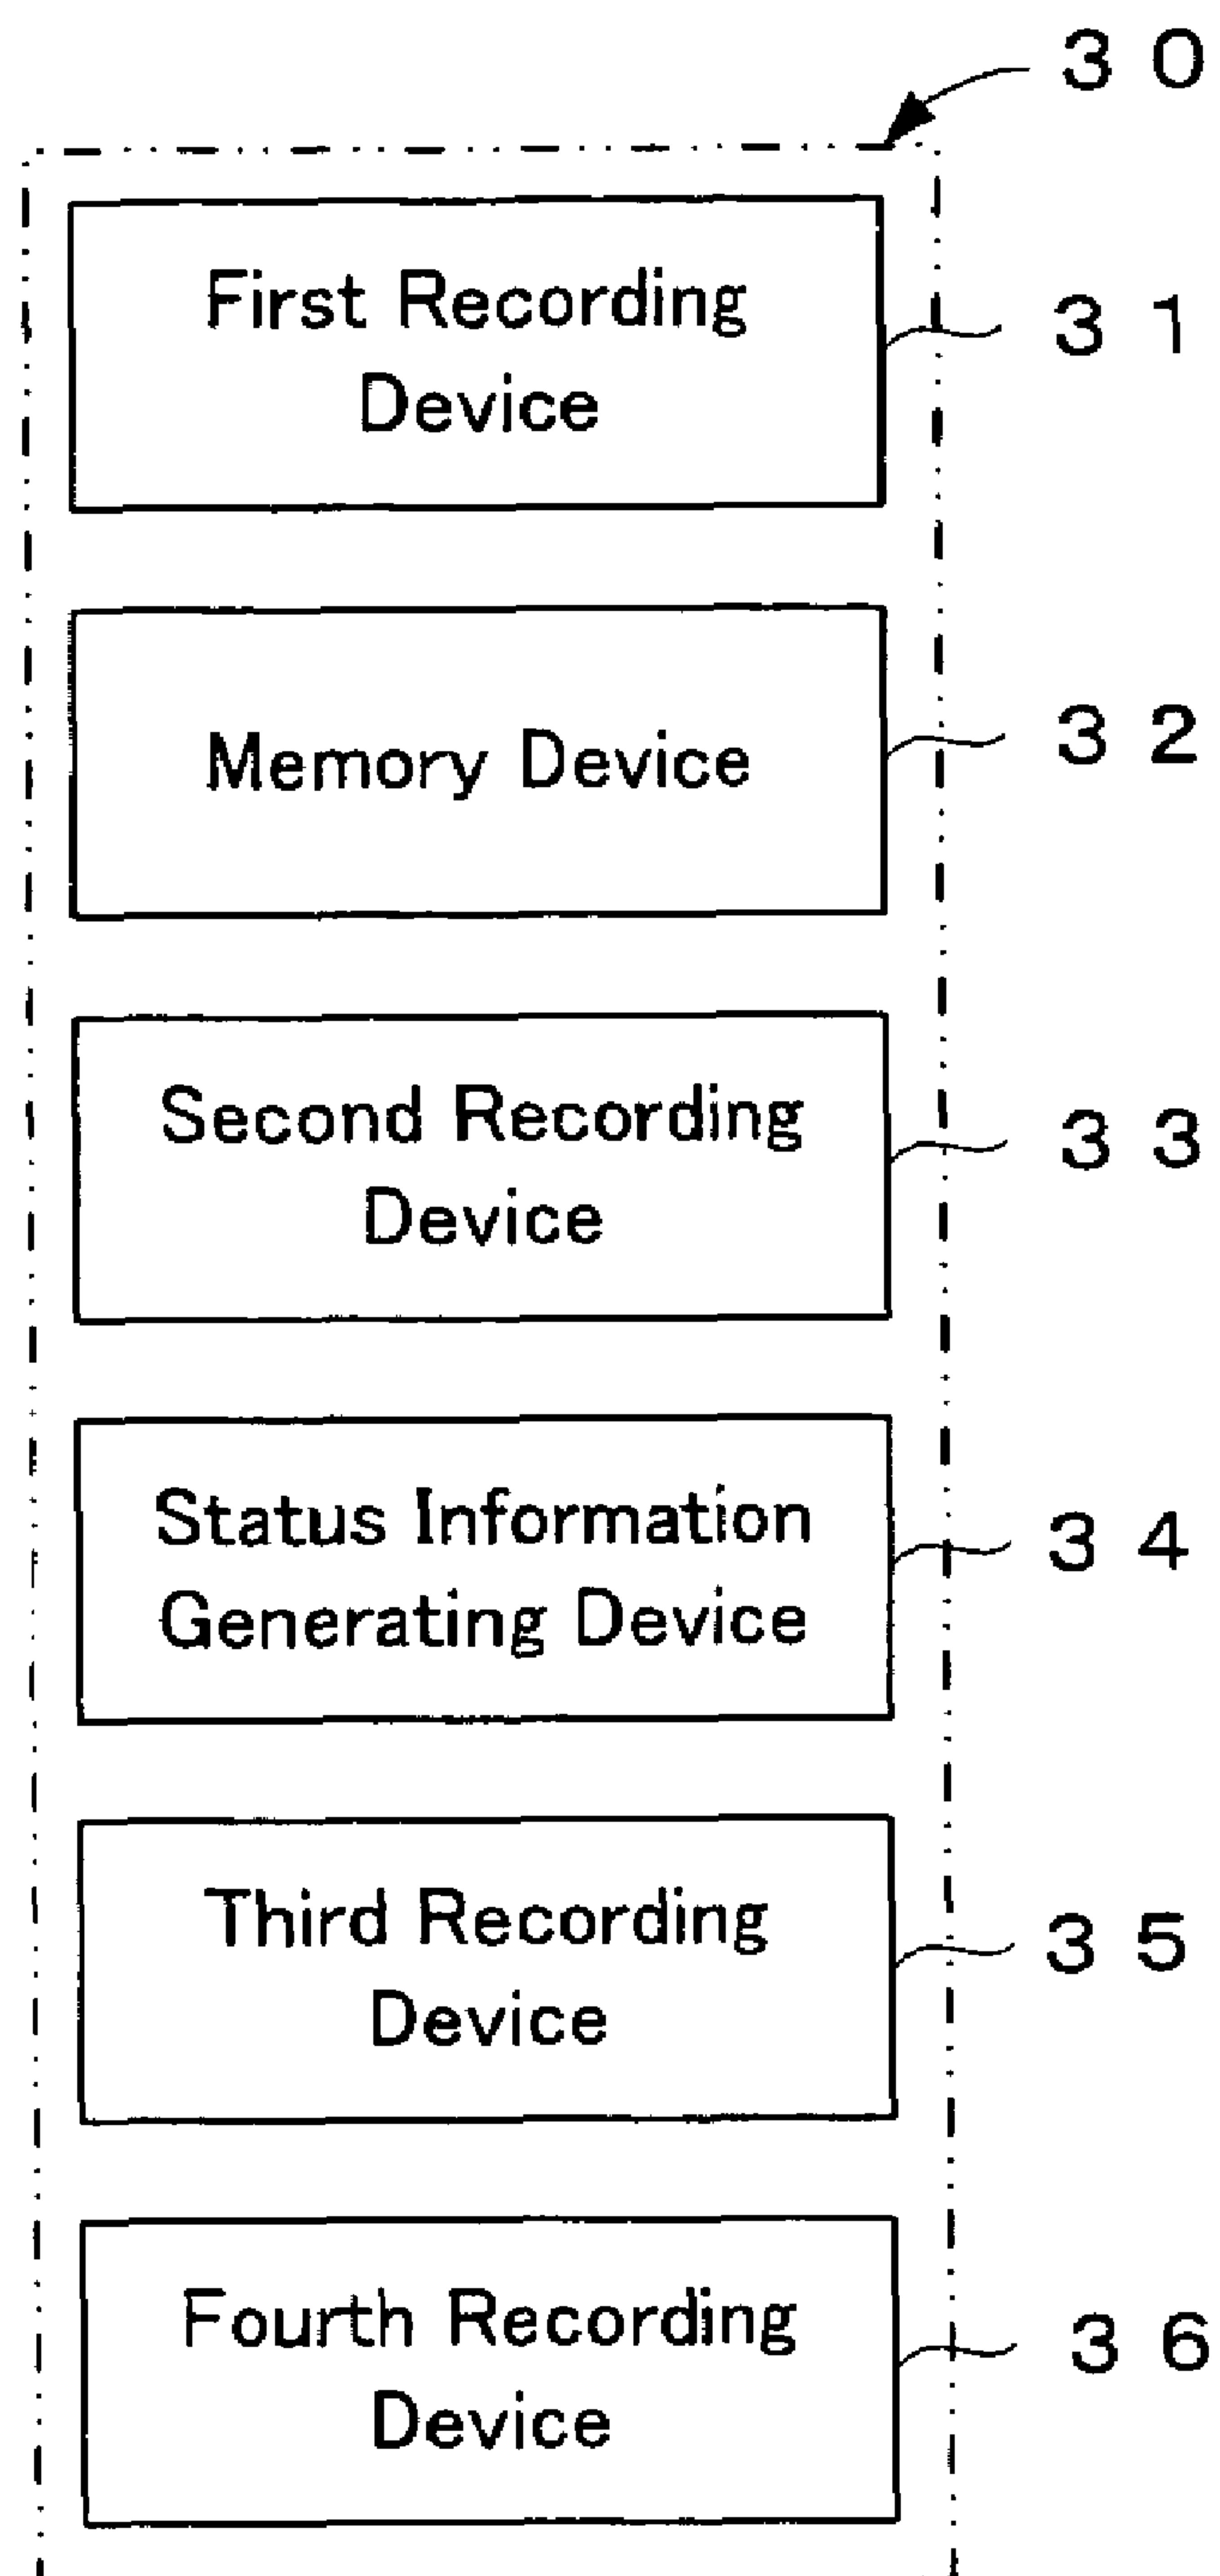 ３０
First Recording
Device
３１
Memory Device
３２
Second Recording
Device
３３
Status Information
Generating Device
３４
Third Recording
Device
３５
Fourth Recording
Device
３６